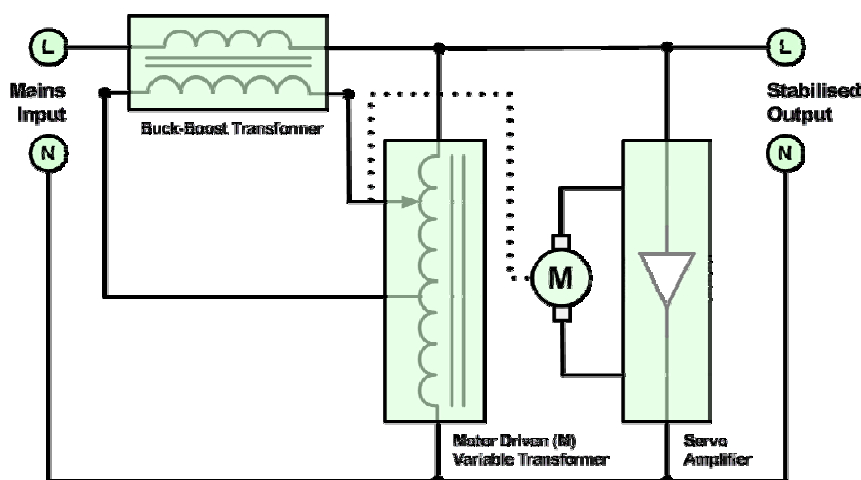 L
L
Mains
Input
Stabilised
Output
Buck-Boost Transformer
N
N
M
Motor Driven (M)
Variable Transformer
Servo
Amplifier